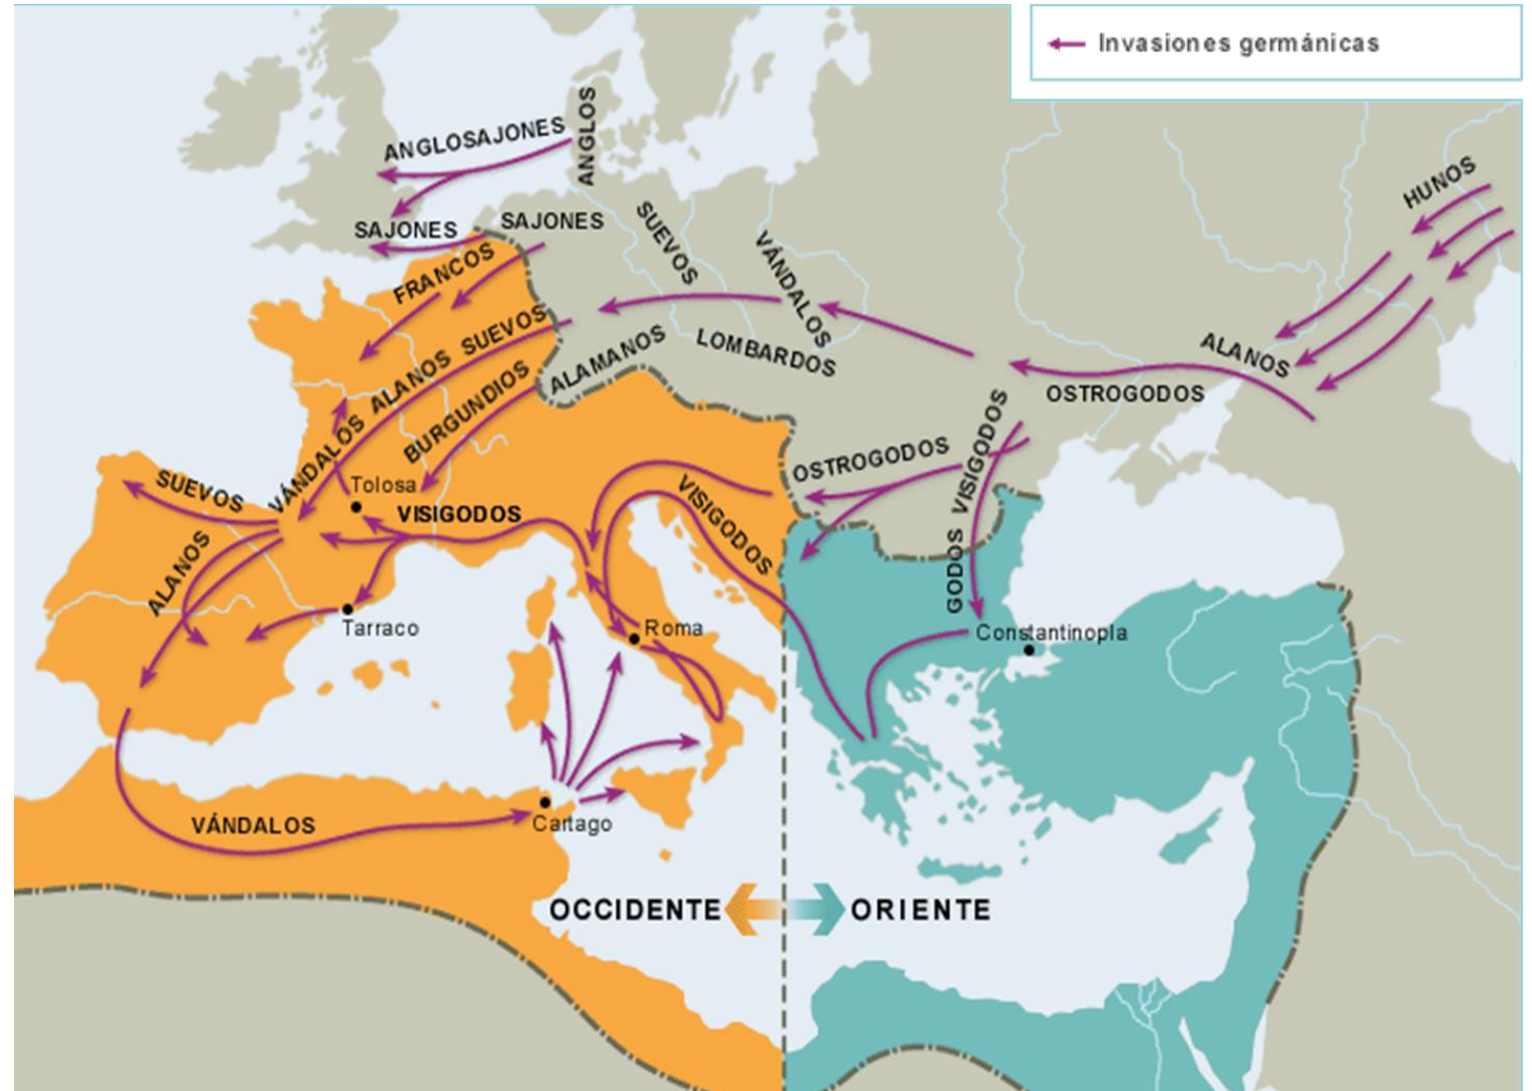 Invasiones germánicas
ANGLOSAJONES
ANGLOS
HUNOS
SAJONES
SAJONES
SUEVOS
FRANCOS
VÁNDALOS
SUEVOS
ALANOS
VÁNDALOS
ALAMANOS
LOMBARDOS
ALANOS
OSTROGODOS
BURGUNDIOS
OSTROGODOS
VISIGODOS
GODOS
SUEVOS
Tolosa
VISIGODOS
VISIGODOS
ALANOS
Tarraco
Roma
Constantinopla
VÁNDALOS
Cartago
OCCIDENTE
ORIENTE